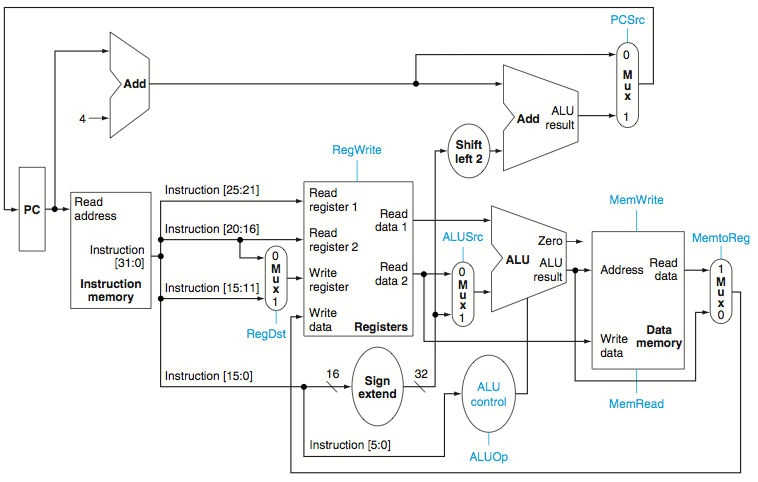 PCSrc
0
M
u
x
1
Add
4
Add
ALU
result
Shift
left 2
RegWrite
PC
Read
address
Instruction
[31:0]
Instruction
memory
Instruction [25:21]
Instruction [20:16]
Instruction [15:11]
Instruction [15:0]
Instruction [5:0]
0
M
u
x
1
RegDst
Read
register 1
Read
register 2
Write
register
Write
data
Read
data 1
Read
data 2
Registers
ALUSrc
0
M
u
x
1
Zero
ALU
ALU
result
MemWrite
Address
Read
data
Write
data
Data
memory
MemRead
MemtoReg
1
M
u
x
0
16
Sign
extend
32
ALU
control
ALUOp